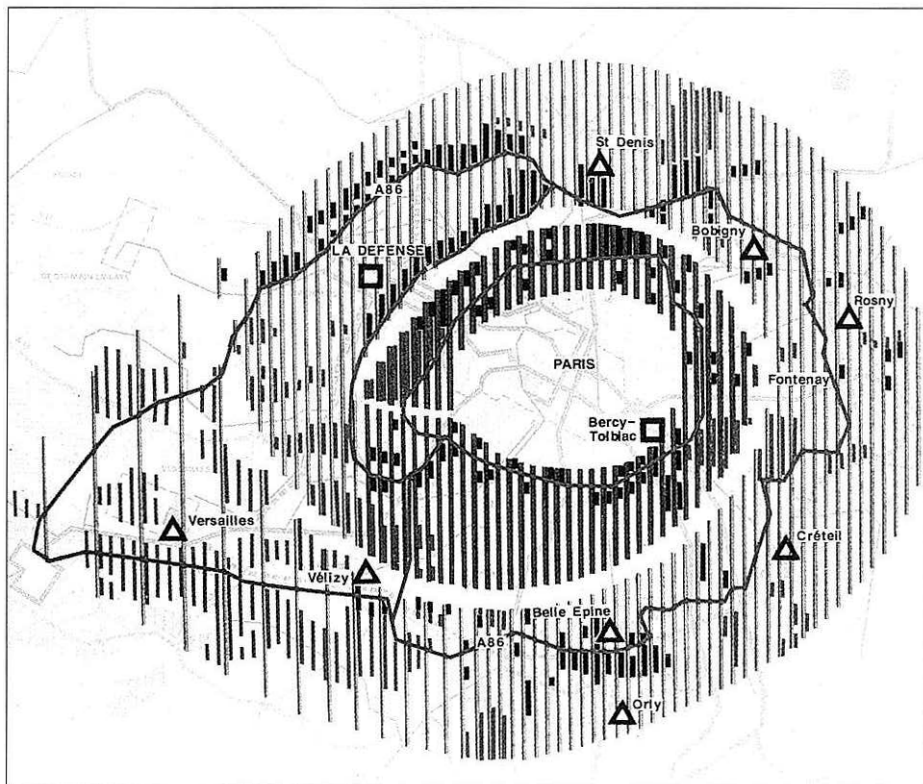 St Denis
A86
Bobigny
LA DEFENSE
Rosny
PARIS
Fontenay
Bercy-
Tolbiac
Versailles
Créteil
Vélizy
Belle Epine
A86
Orly